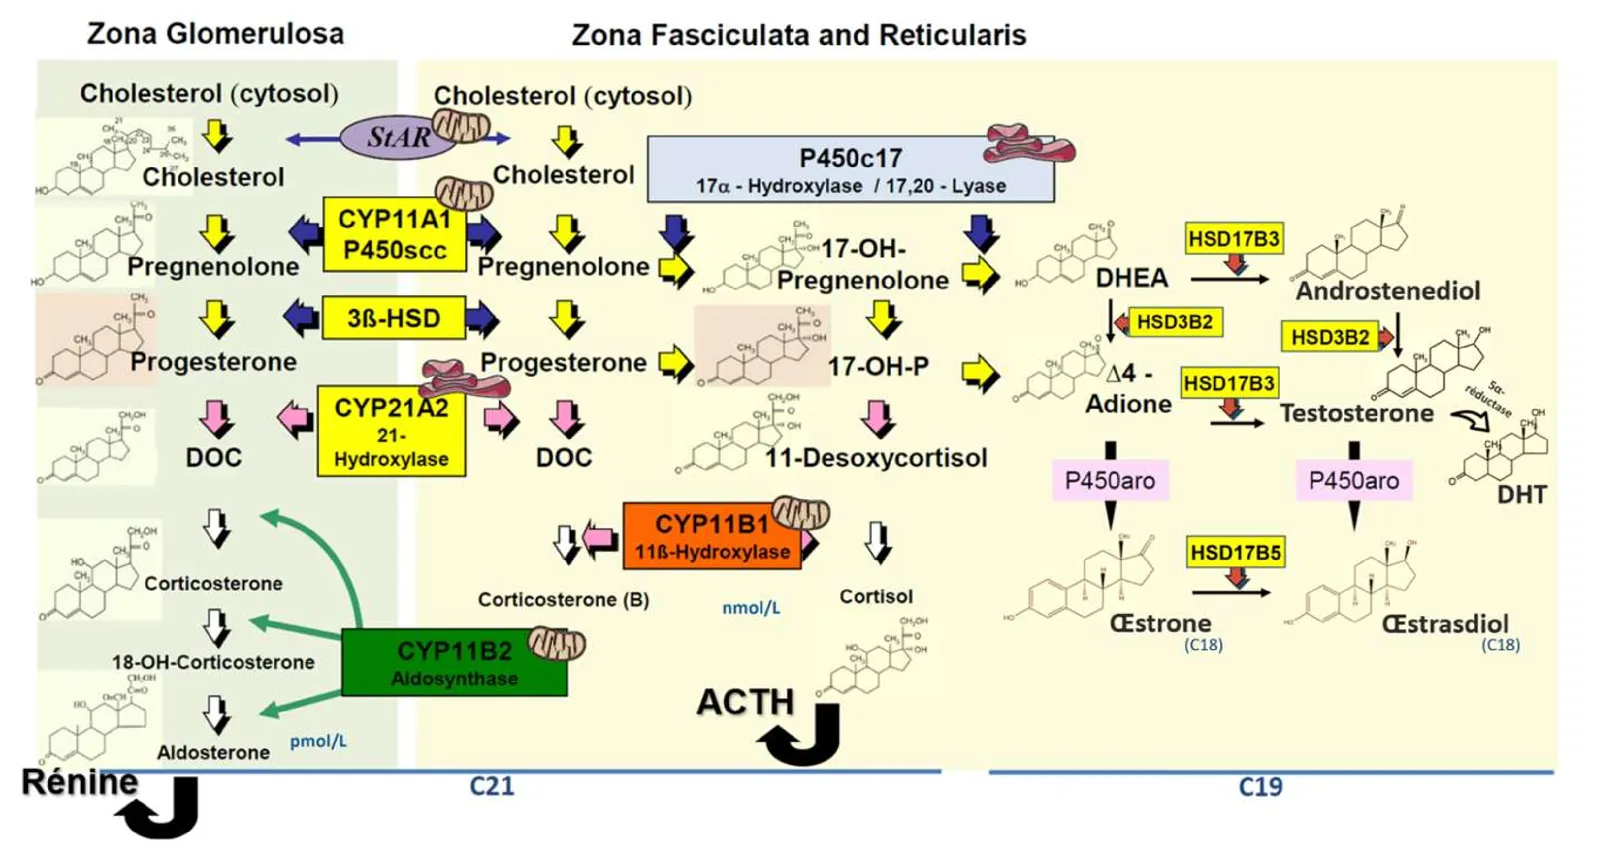 Zona Glomerulosa
Zona Fasciculata and Reticularis
Cholesterol (cytosol)
Cholesterol (cytosol)
StAR
Cholesterol
Cholesterol
P450c17
17α - Hydroxylase / 17,20 - Lyase
CYP11A1
P450scc
Pregnenolone
Pregnenolone
17-OH-
Pregnenolone
DHEA
HSD17B3
Androstenediol
3ß-HSD
HSD3B2
HSD3B2
Progesterone
Progesterone
17-OH-P
Δ4 -
Adione
HSD17B3
Testosterone
5α-
réductase
DHT
CYP21A2
21-
Hydroxylase
DOC
DOC
11-Desoxycortisol
P450aro
P450aro
CYP11B1
11ß-Hydroxylase
HSD17B5
Corticosterone
Corticosterone (B)
nmol/L
Cortisol
Œstrone
(C18)
Œstrasdiol
(C18)
CYP11B2
Aldosynthase
18-OH-Corticosterone
ACTH
Aldosterone
pmol/L
Rénine
C21
C19